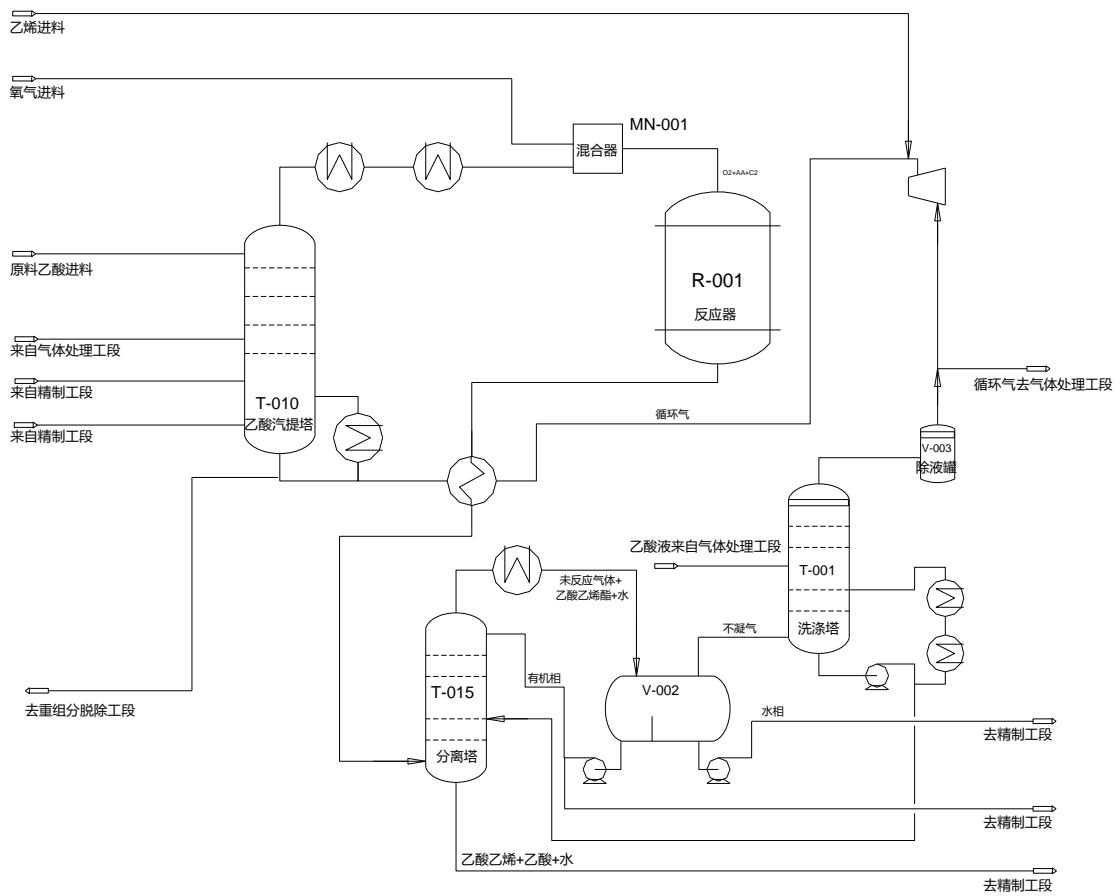 乙烯进料
氧气进料
MN-001
混合器
O2+AA+C2
原料乙酸进料
R-001
反应器
来自气体处理工段
来自精制工段
循环气去气体处理工段
T-010
乙酸汽提塔
循环气
来自精制工段
V-003
除液罐
乙酸液来自气体处理工段
T-001
未反应气体+
乙酸乙烯酯+水
洗涤塔
不凝气
有机相
T-015
V-002
去重组分脱除工段
水相
去精制工段
分离塔
去精制工段
乙酸乙烯+乙酸+水
去精制工段